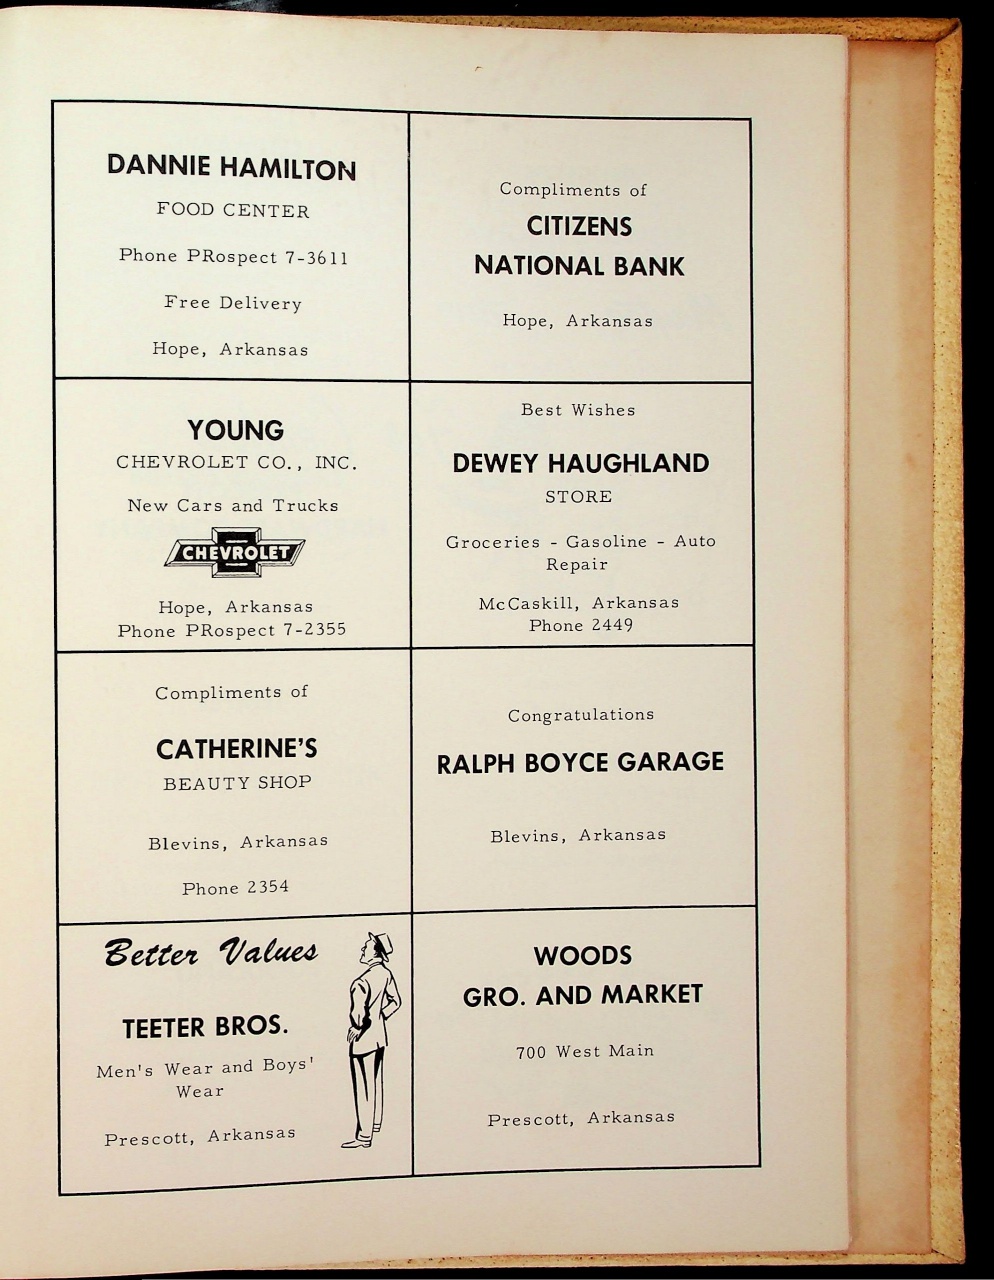 DANNIE HAMILTON
FOOD CENTER
Phone PRospect 7-3611
Free Delivery
Hope, Arkansas
Compliments of
CITIZENS
NATIONAL BANK
Hope, Arkansas
YOUNG
CHEVROLET CO., INC.
New Cars and Trucks
CHEVROLET
Hope, Arkansas
Phone PRospect 7-2355
Best Wishes
DEWEY HAUGHLAND
STORE
Groceries - Gasoline - Auto
Repair
McCaskill, Arkansas
Phone 2449
Compliments of
CATHERINE'S
BEAUTY SHOP
Blevins, Arkansas
Phone 2354
Congratulations
RALPH BOYCE GARAGE
Blevins, Arkansas
Better Values
TEETER BROS.
Men's Wear and Boys'
Wear
Prescott, Arkansas
WOODS
GRO. AND MARKET
700 West Main
Prescott, Arkansas